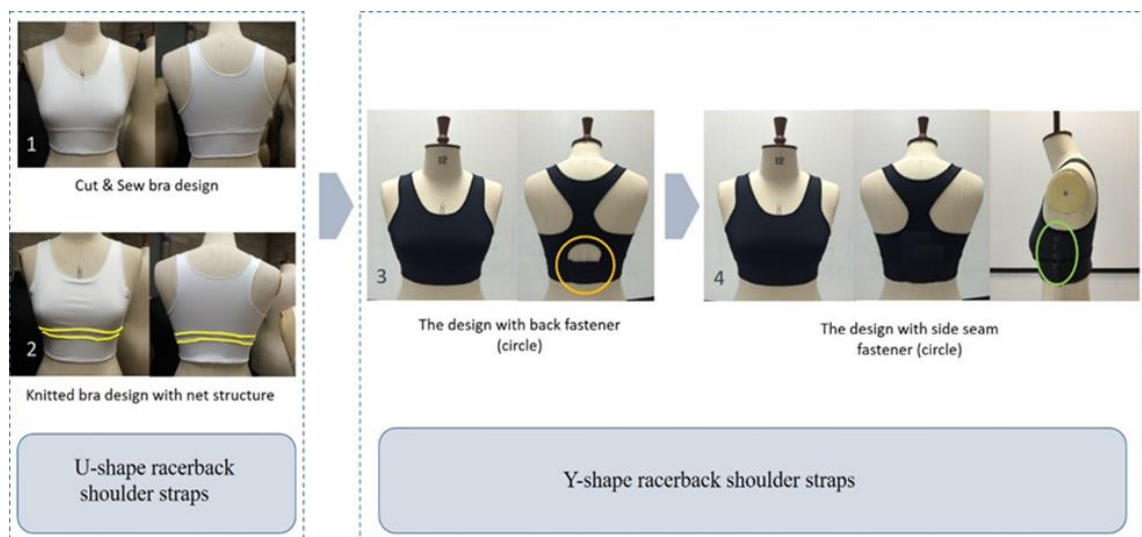 1
Cut & Sew bra design
2
Knitted bra design with net structure
U-shape racerback
shoulder straps
12
3
The design with back fastener
(circle)
12
4
The design with side seam
fastener (circle)
Y-shape racerback shoulder straps